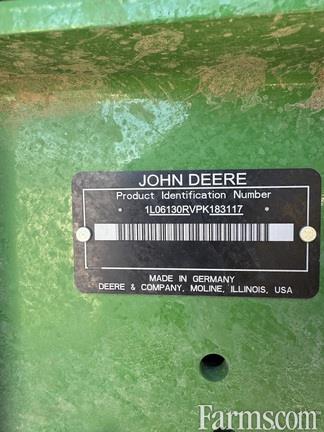 JOHN DEERE
Product Identification Number
* 1L06130RVPK183117 *
MADE IN GERMANY
DEERE & COMPANY, MOLINE, ILLINOIS, USA
Farms.com